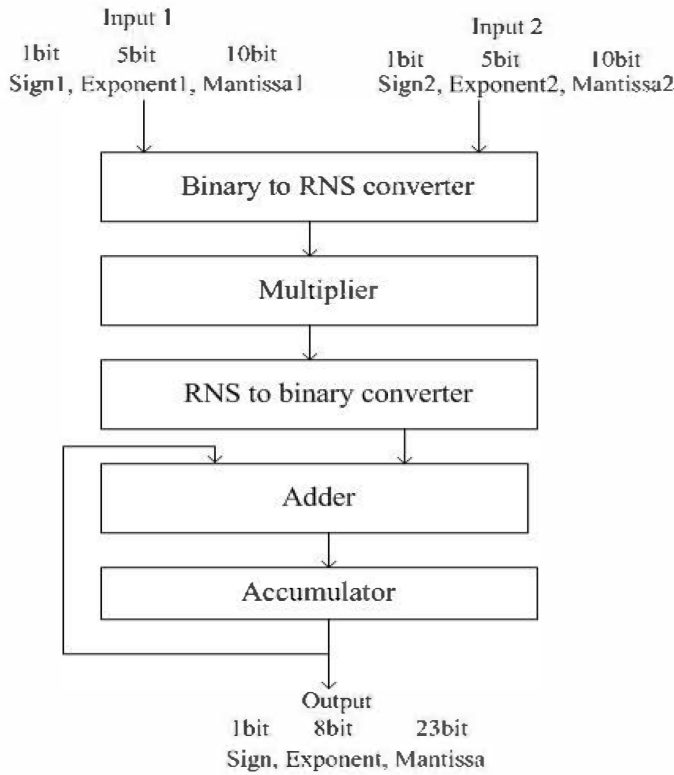 Input 1
Input 2
1bit 5bit 10bit
1bit 5bit 10bit
Sign1, Exponent1, Mantissa1
Sign2, Exponent2, Mantissa2
Binary to RNS converter
Multiplier
RNS to binary converter
Adder
Accumulator
Output
1bit 8bit 23bit
Sign, Exponent, Mantissa